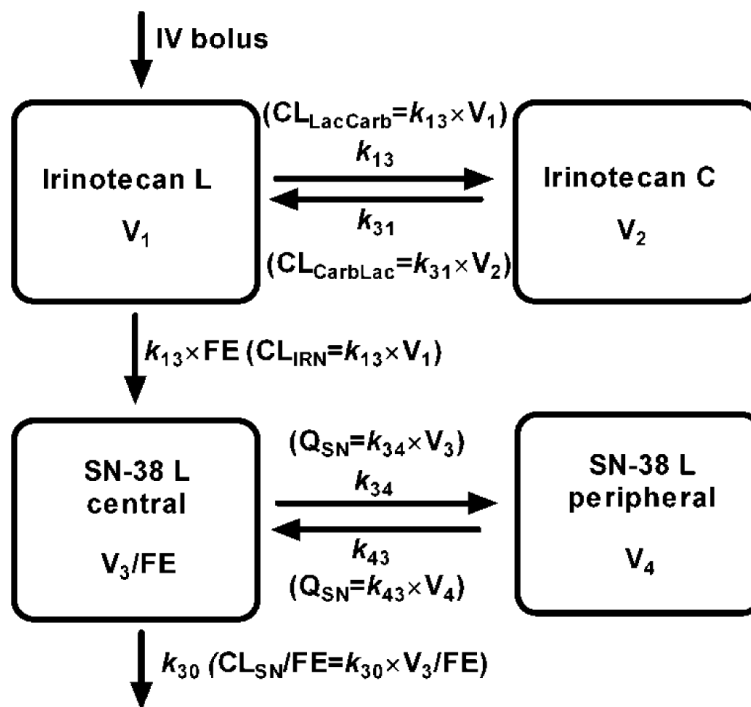 IV bolus
(CL_LacCarb=k₁₃×V₁)
k₁₃
Irinotecan L
V₁
Irinotecan C
V₂
k₃₁
(CL_CarbLac=k₃₁×V₂)
k₁₃×FE (CL_IRN=k₁₃×V₁)
SN-38 L
central
V₃/FE
(Q_SN=k₃₄×V₃)
k₃₄
k₄₃
(Q_SN=k₄₃×V₄)
SN-38 L
peripheral
V₄
k₃₀ (CL_SN/FE=k₃₀×V₃/FE)